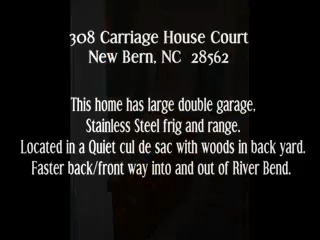 308 Carriage House Court
New Bern, NC  28562
This home has large double garage.
Stainless Steel frig and range.
Located in a Quiet cul de sac with woods in back yard.
Faster back/front way into and out of River Bend.